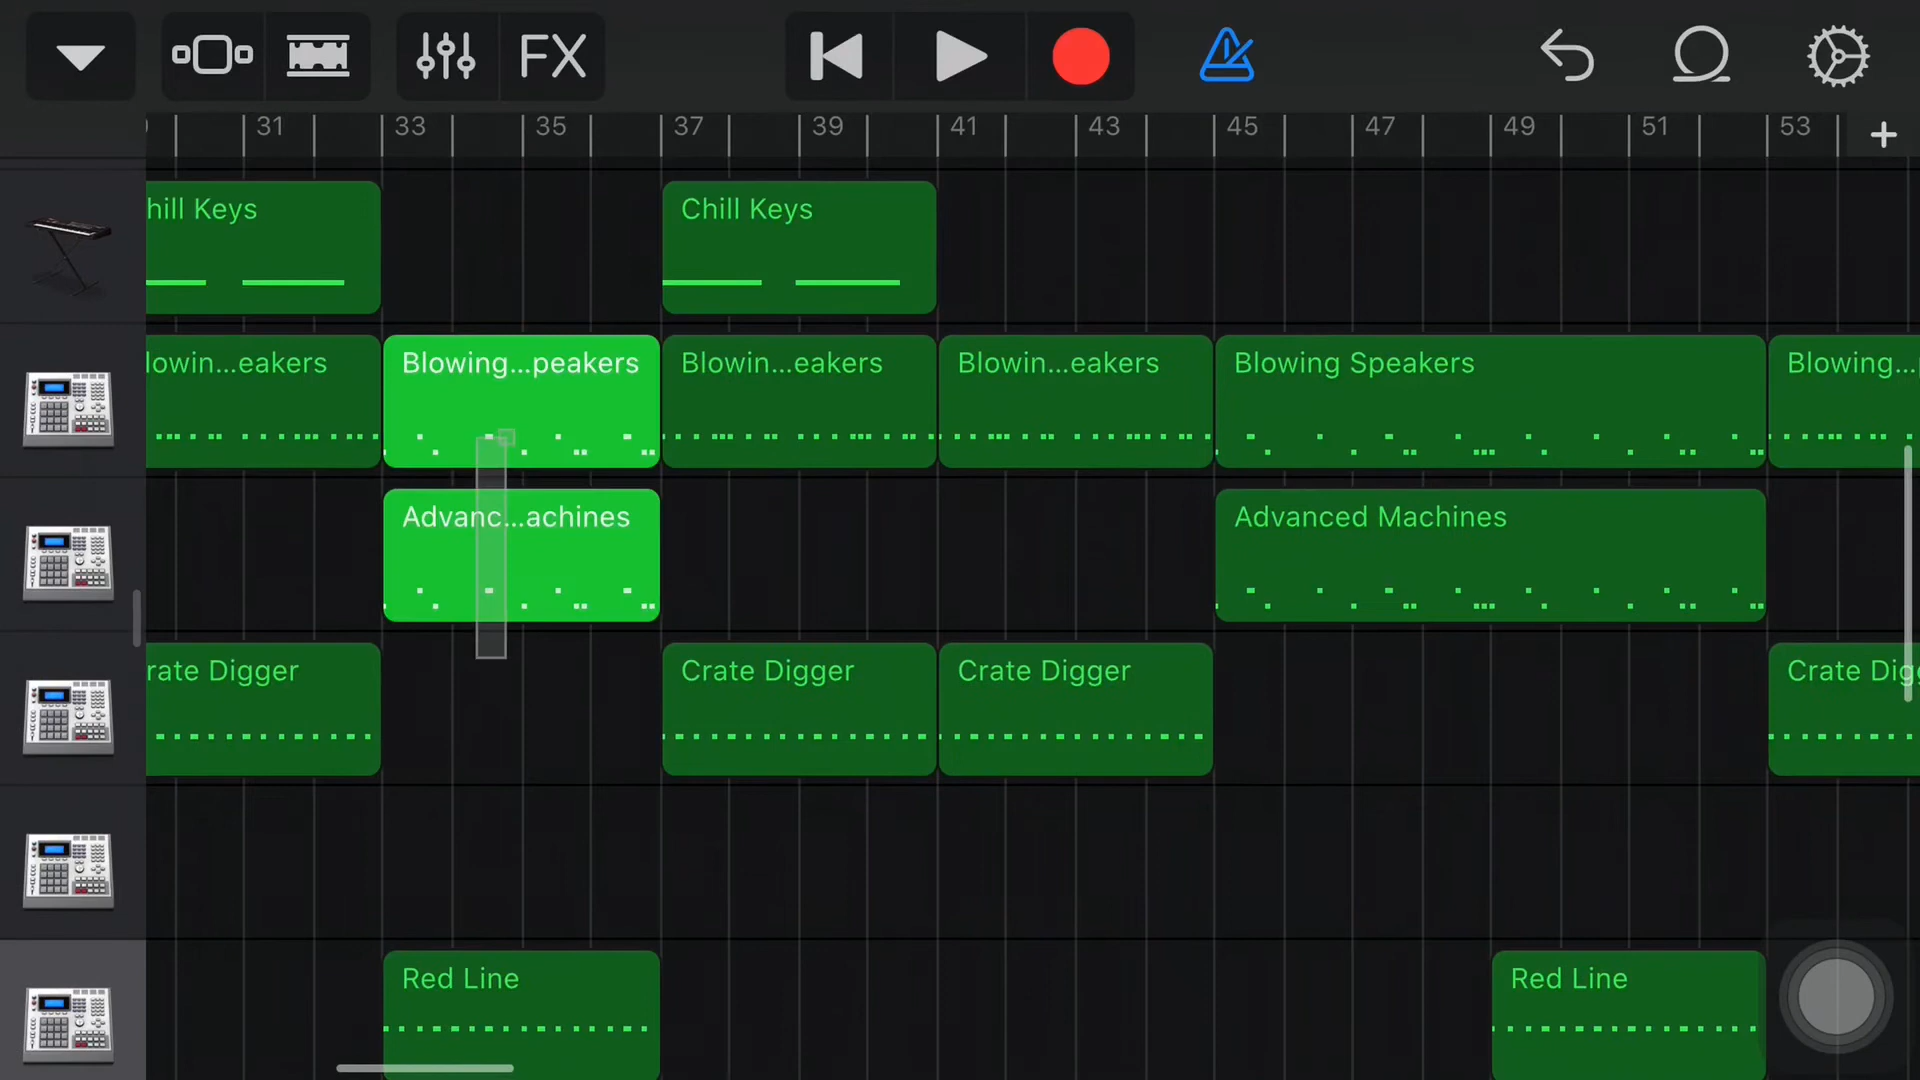 FX
31 33 35 37 39 41 43 45 47 49 51 53
hill Keys Chill Keys
lowin...eakers Blowing...peakers Blowin...eakers Blowin...eakers Blowing Speakers Blowing...
Advanc...achines Advanced Machines
rate Digger Crate Digger Crate Digger Crate Dig
Red Line Red Line